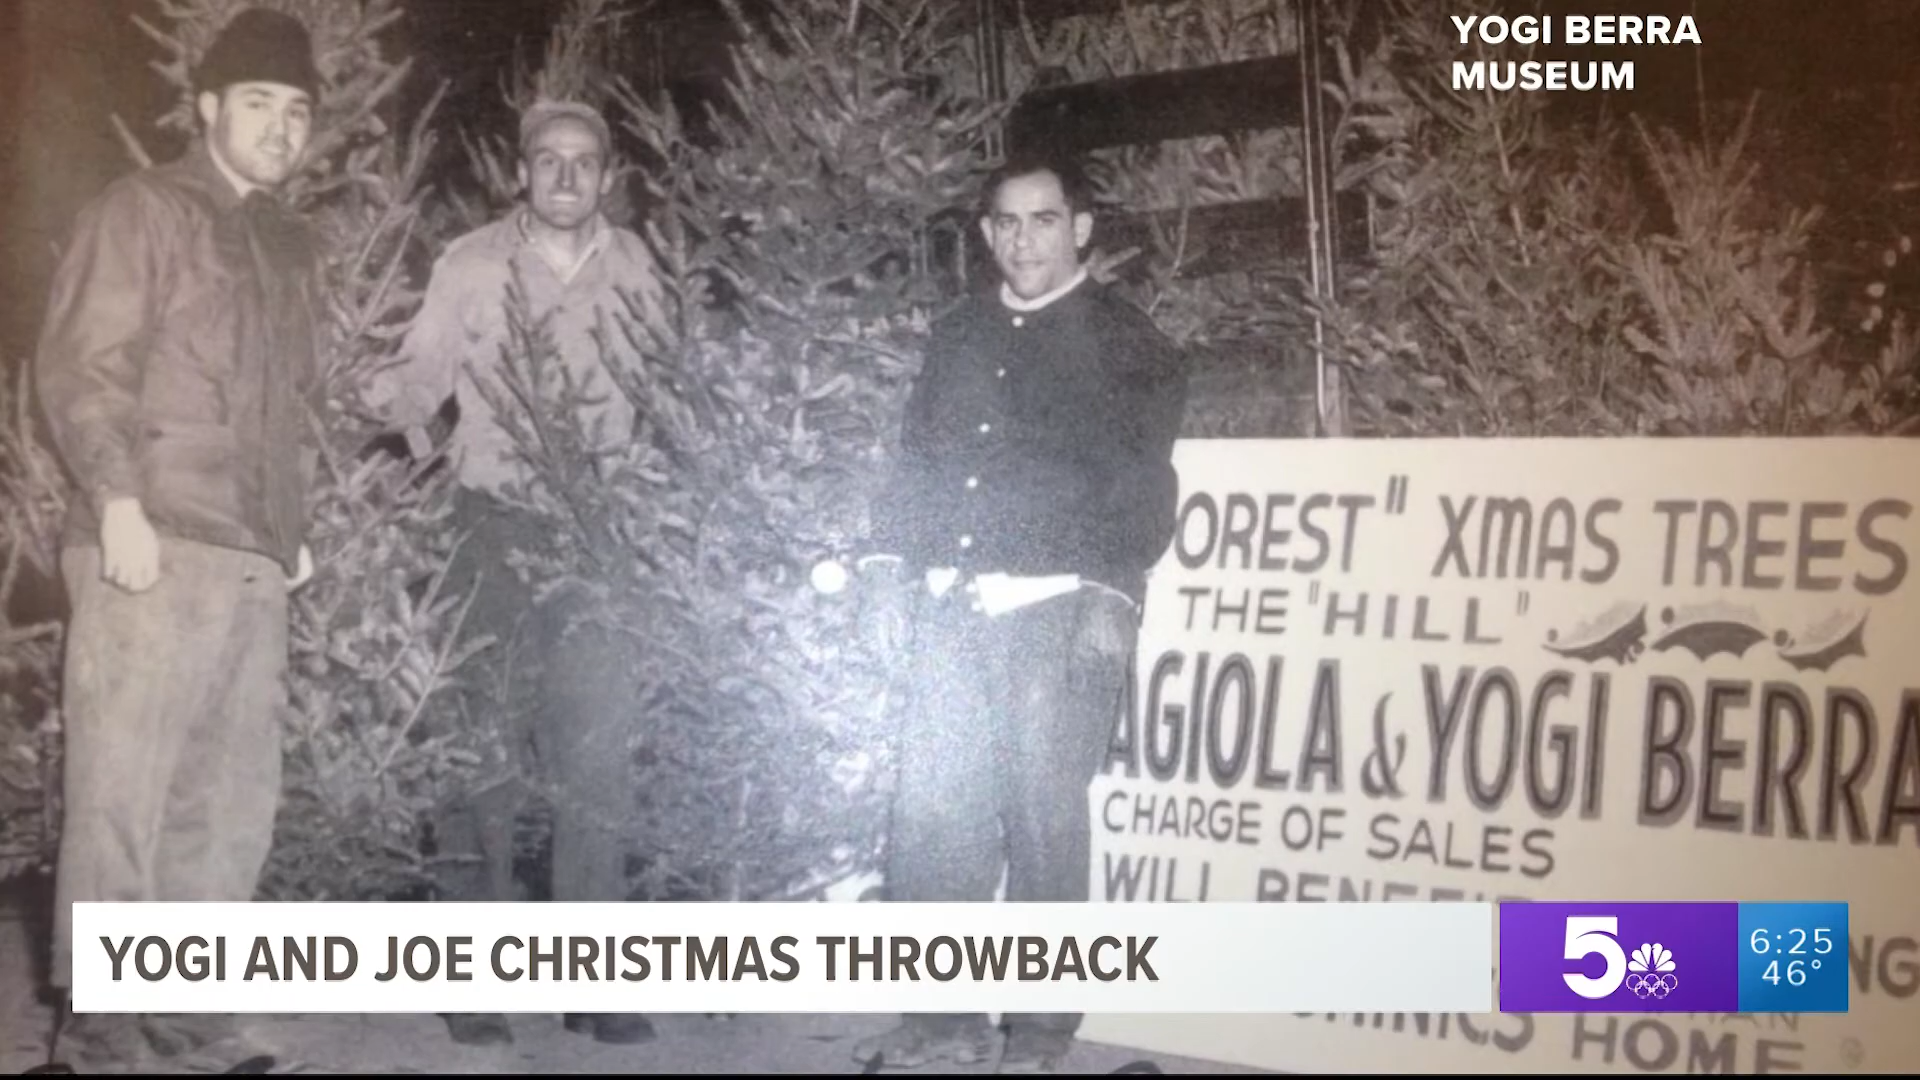 YOGI BERRA
MUSEUM
OREST" XMAS TREES
THE "HILL"
AGIOLA & YOGI BERRA
CHARGE OF SALES
WILL
HOME
YOGI AND JOE CHRISTMAS THROWBACK
5
6:25
46°